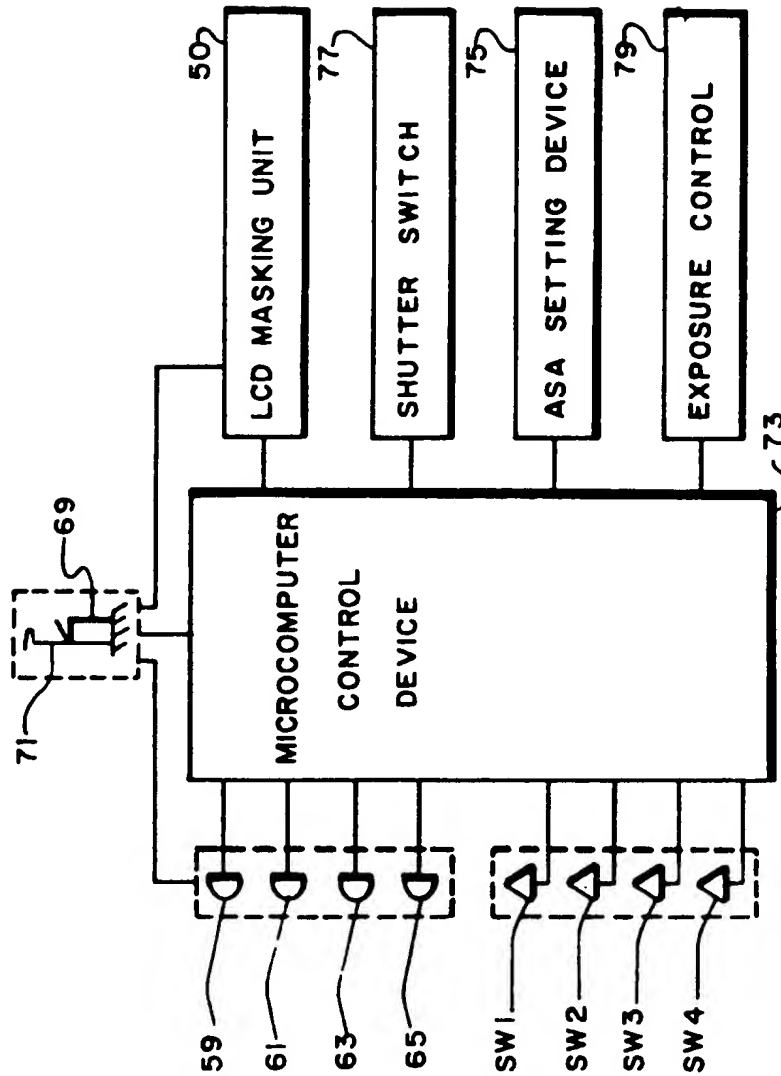 71
69
59
61
63
65
SW1
SW2
SW3
SW4
MICROCOMPUTER
CONTROL
DEVICE
73
LCD MASKING UNIT
50
SHUTTER SWITCH
77
ASA SETTING DEVICE
75
EXPOSURE CONTROL
79